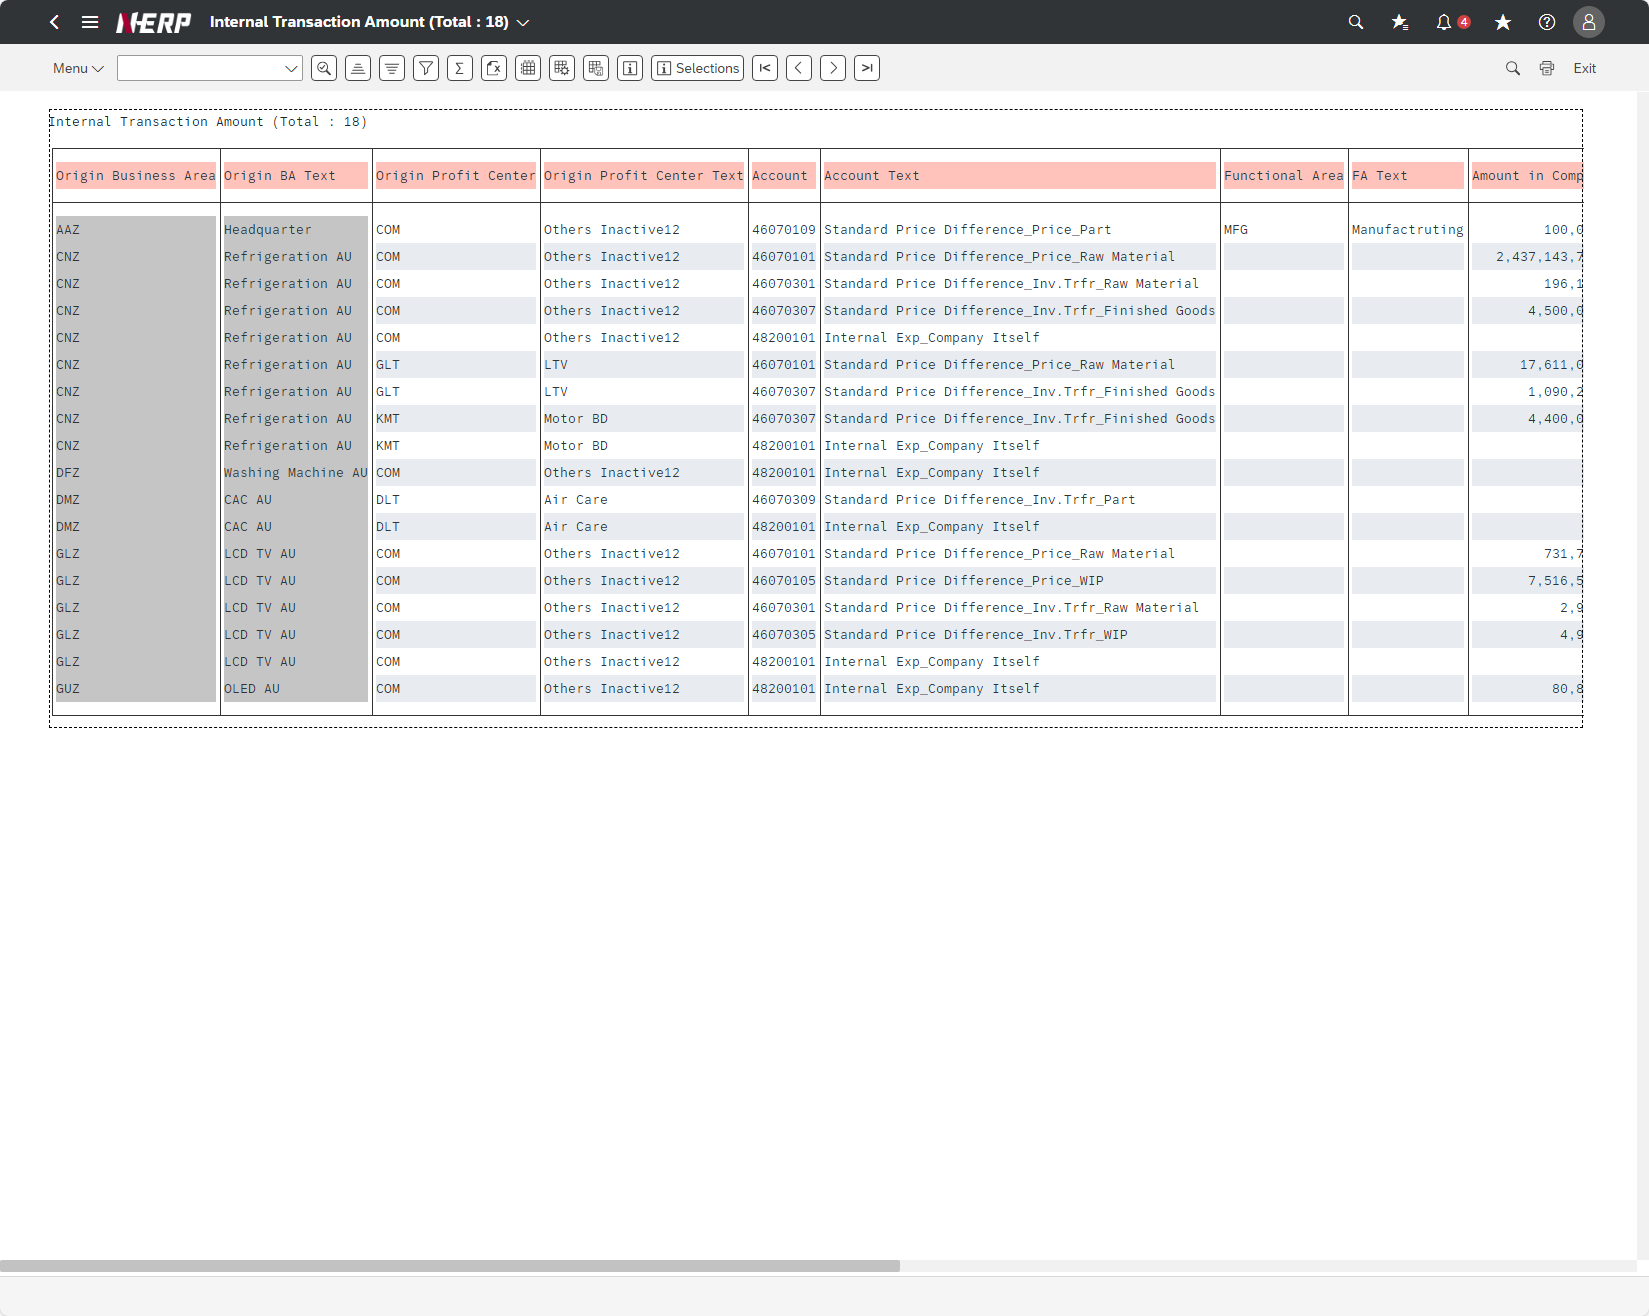 NERP Internal Transaction Amount (Total : 18) 4
Menu Selections Exit
Internal Transaction Amount (Total : 18)
Origin Business Area Origin BA Text Origin Profit Center Origin Profit Center Text Account Account Text Functional Area FA Text Amount in Comp
AAZ Headquarter COM Others Inactive12 46070109 Standard Price Difference_Price_Part MFG Manufactruting 100,0
CNZ Refrigeration AU COM Others Inactive12 46070101 Standard Price Difference_Price_Raw Material 2,437,143,7
CNZ Refrigeration AU COM Others Inactive12 46070301 Standard Price Difference_Inv.Trfr_Raw Material 196,1
CNZ Refrigeration AU COM Others Inactive12 46070307 Standard Price Difference_Inv.Trfr_Finished Goods 4,500,0
CNZ Refrigeration AU COM Others Inactive12 48200101 Internal Exp_Company Itself
CNZ Refrigeration AU GLT LTV 46070101 Standard Price Difference_Price_Raw Material 17,611,0
CNZ Refrigeration AU GLT LTV 46070307 Standard Price Difference_Inv.Trfr_Finished Goods 1,090,2
CNZ Refrigeration AU KMT Motor BD 46070307 Standard Price Difference_Inv.Trfr_Finished Goods 4,400,0
CNZ Refrigeration AU KMT Motor BD 48200101 Internal Exp_Company Itself
DFZ Washing Machine AU COM Others Inactive12 48200101 Internal Exp_Company Itself
DMZ CAC AU DLT Air Care 46070309 Standard Price Difference_Inv.Trfr_Part
DMZ CAC AU DLT Air Care 48200101 Internal Exp_Company Itself
GLZ LCD TV AU COM Others Inactive12 46070101 Standard Price Difference_Price_Raw Material 731,7
GLZ LCD TV AU COM Others Inactive12 46070105 Standard Price Difference_Price_WIP 7,516,5
GLZ LCD TV AU COM Others Inactive12 46070301 Standard Price Difference_Inv.Trfr_Raw Material 2,9
GLZ LCD TV AU COM Others Inactive12 46070305 Standard Price Difference_Inv.Trfr_WIP 4,9
GLZ LCD TV AU COM Others Inactive12 48200101 Internal Exp_Company Itself
GUZ OLED AU COM Others Inactive12 48200101 Internal Exp_Company Itself 80,8